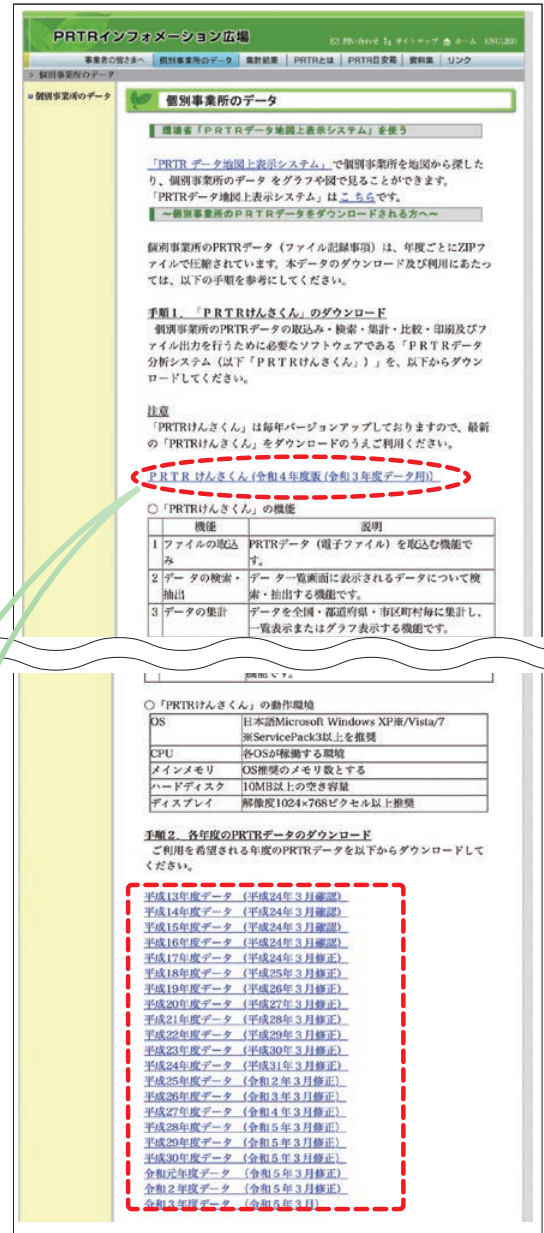 PRTRインフォメーション広場
お問い合わせ サイトマップ ホーム ENGLISH
事業者の皆さまへ 個別事業所のデータ 集計結果 PRTRとは PRTR目安箱 資料集 リンク
> 個別事業所のデータ
個別事業所のデータ
個別事業所のデータ
環境省「PRTRデータ地図上表示システム」を使う
「PRTR データ地図上表示システム」で個別事業所を地図から探した
り、個別事業所のデータ をグラフや図で見ることができます。
「PRTRデータ地図上表示システム」はこ ちらです。
～個別事業所のPRTRデータをダウンロードされる方へ～
個別事業所のPRTRデータ（ファイル記録事項）は、年度ごとにZIPフ
ァイルで圧縮されています。本データのダウンロード及び利用にあたっ
ては、以下の手順を参考にしてください。
手順1．「PRTRけんさくん」のダウンロード
個別事業所のPRTRデータの取込み・検索・集計・比較・印刷及びフ
ァイル出力を行うために必要なソフトウェアである「PRTRデータ
分析システム（以下「PRTRけんさくん」）」を、以下からダウン
ロードしてください。
注意
「PRTRけんさくん」は毎年バージョンアップしておりますので、最新
の「PRTRけんさくん」をダウンロードのうえご利用ください。
PRTR けんさくん(令和4年度版(令和3年度データ用))
○「PRTRけんさくん」の機能
機能 説明
1 ファイルの取込み PRTRデータ（電子ファイル）を取込む機能です。
2 デー タの検索・抽出 デー ター覧画面に表示されるデータについて検索・抽出する機能です。
3 データの集計 データを全国・都道府県・市区町村毎に集計し、一覧表示またはグラフ表示する機能です。
機能です。
○「PRTRけんさくん」の動作環境
OS 日本語Microsoft Windows XP※/Vista/7
※ServicePack3以上を推奨
CPU 各OSが稼働する環境
メインメモリ OS推奨のメモリ数とする
ハードディスク 10MB以上の空き容量
ディスプレイ 解像度1024×768ピクセル以上推奨
手順2．各年度のPRTRデータのダウンロード
ご利用を希望される年度のPRTRデータを以下からダウンロードして
ください。
平成13年度データ （平成24年3月確認）
平成14年度データ （平成24年3月確認）
平成15年度データ （平成24年3月確認）
平成16年度データ （平成24年3月確認）
平成17年度データ （平成24年3月修正）
平成18年度データ （平成25年3月修正）
平成19年度データ （平成26年3月修正）
平成20年度データ （平成27年3月修正）
平成21年度データ （平成28年3月修正）
平成22年度データ （平成29年3月修正）
平成23年度データ （平成30年3月修正）
平成24年度データ （平成31年3月修正）
平成25年度データ （令和2年3月修正）
平成26年度データ （令和3年3月修正）
平成27年度データ （令和4年3月修正）
平成28年度データ （令和5年3月修正）
平成29年度データ （令和5年3月修正）
平成30年度データ （令和5年3月修正）
令和元年度データ （令和5年3月修正）
令和2年度データ （令和5年3月修正）
令和3年度データ （令和5年3月）